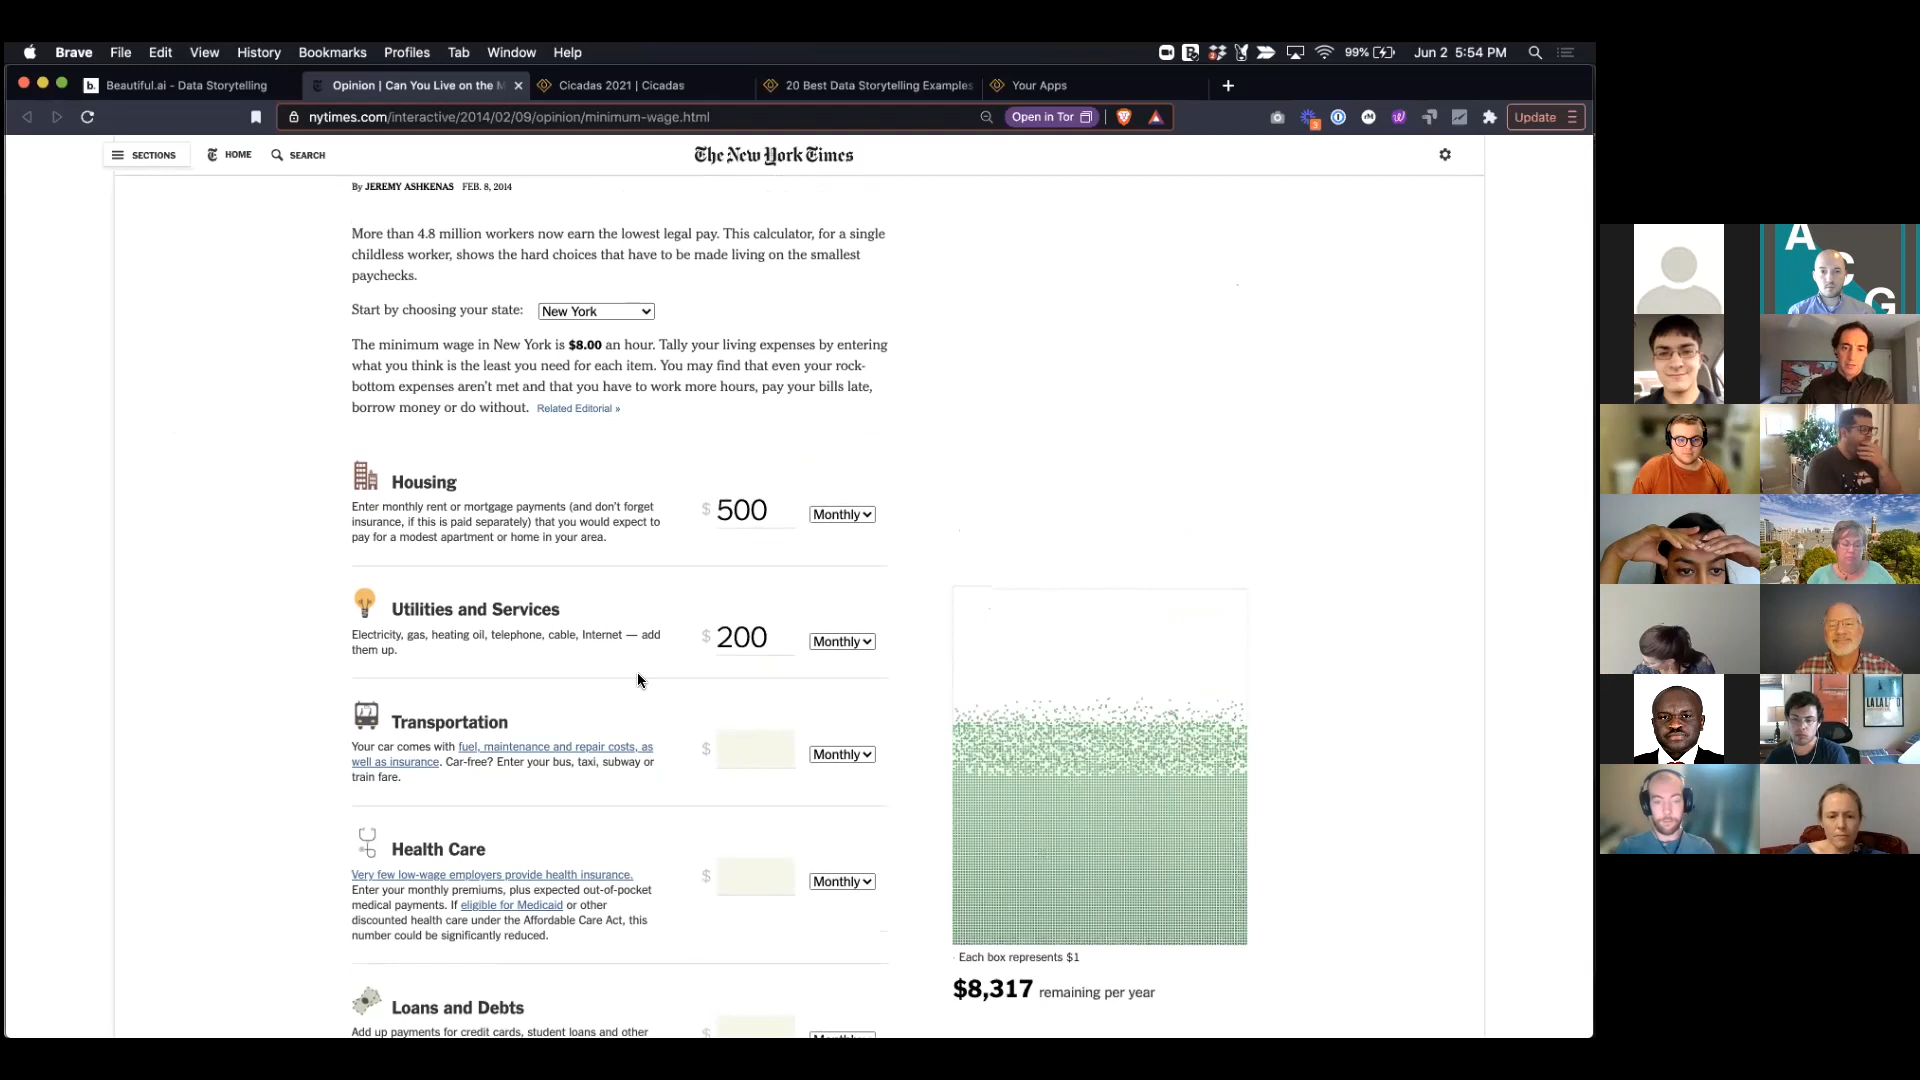 Brave File Edit View History Bookmarks Profiles Tab Window Help 99% Jun 2 5:54 PM
b. Beautiful.ai - Data Storytelling Opinion | Can You Live on the M Cicadas 2021 | Cicadas 20 Best Data Storytelling Examples Your Apps
nytimes.com/interactive/2014/02/09/opinion/minimum-wage.html Open in Tor Update
SECTIONS HOME SEARCH The New York Times
By JEREMY ASHKENAS FEB. 8, 2014
More than 4.8 million workers now earn the lowest legal pay. This calculator, for a single
childless worker, shows the hard choices that have to be made living on the smallest
paychecks.
Start by choosing your state: New York
The minimum wage in New York is $8.00 an hour. Tally your living expenses by entering
what you think is the least you need for each item. You may find that even your rock-
bottom expenses aren't met and that you have to work more hours, pay your bills late,
borrow money or do without. Related Editorial »
Housing
Enter monthly rent or mortgage payments (and don't forget
insurance, if this is paid separately) that you would expect to
pay for a modest apartment or home in your area.
$ 500 Monthly
Utilities and Services
Electricity, gas, heating oil, telephone, cable, Internet — add
them up.
$ 200 Monthly
Transportation
Your car comes with fuel, maintenance and repair costs, as
well as insurance. Car-free? Enter your bus, taxi, subway or
train fare.
$ Monthly
Health Care
Very few low-wage employers provide health insurance.
Enter your monthly premiums, plus expected out-of-pocket
medical payments. If eligible for Medicaid or other
discounted health care under the Affordable Care Act, this
number could be significantly reduced.
$ Monthly
Loans and Debts
Add up payments for credit cards, student loans and other
$ Monthly
Each box represents $1
$8,317 remaining per year
A
C
G
LA LA